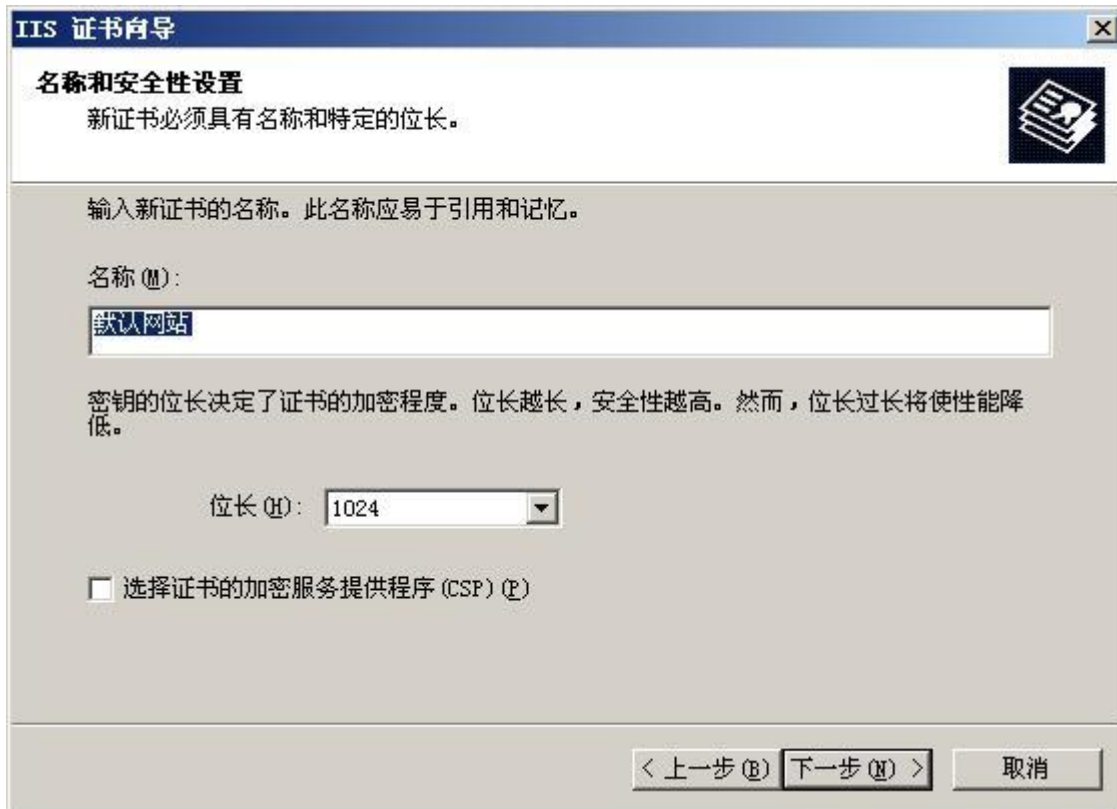 IIS 证书向导
名称和安全性设置
新证书必须具有名称和特定的位长。
输入新证书的名称。此名称应易于引用和记忆。
名称(M):
默认网站
密钥的位长决定了证书的加密程度。位长越长，安全性越高。然而，位长过长将使性能降
低。
位长(H): 1024
选择证书的加密服务提供程序(CSP)(P)
< 上一步(B) 下一步(N) > 取消